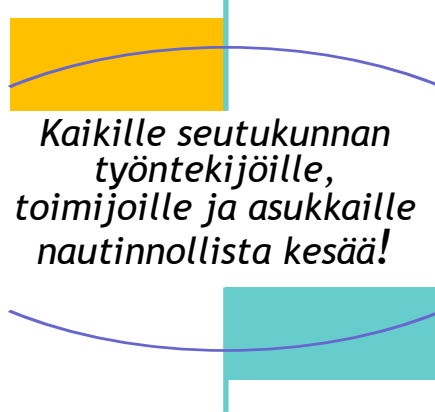 Kaikille seutukunnan
työntekijöille,
toimijoille ja asukkaille
nautinnollista kesää!